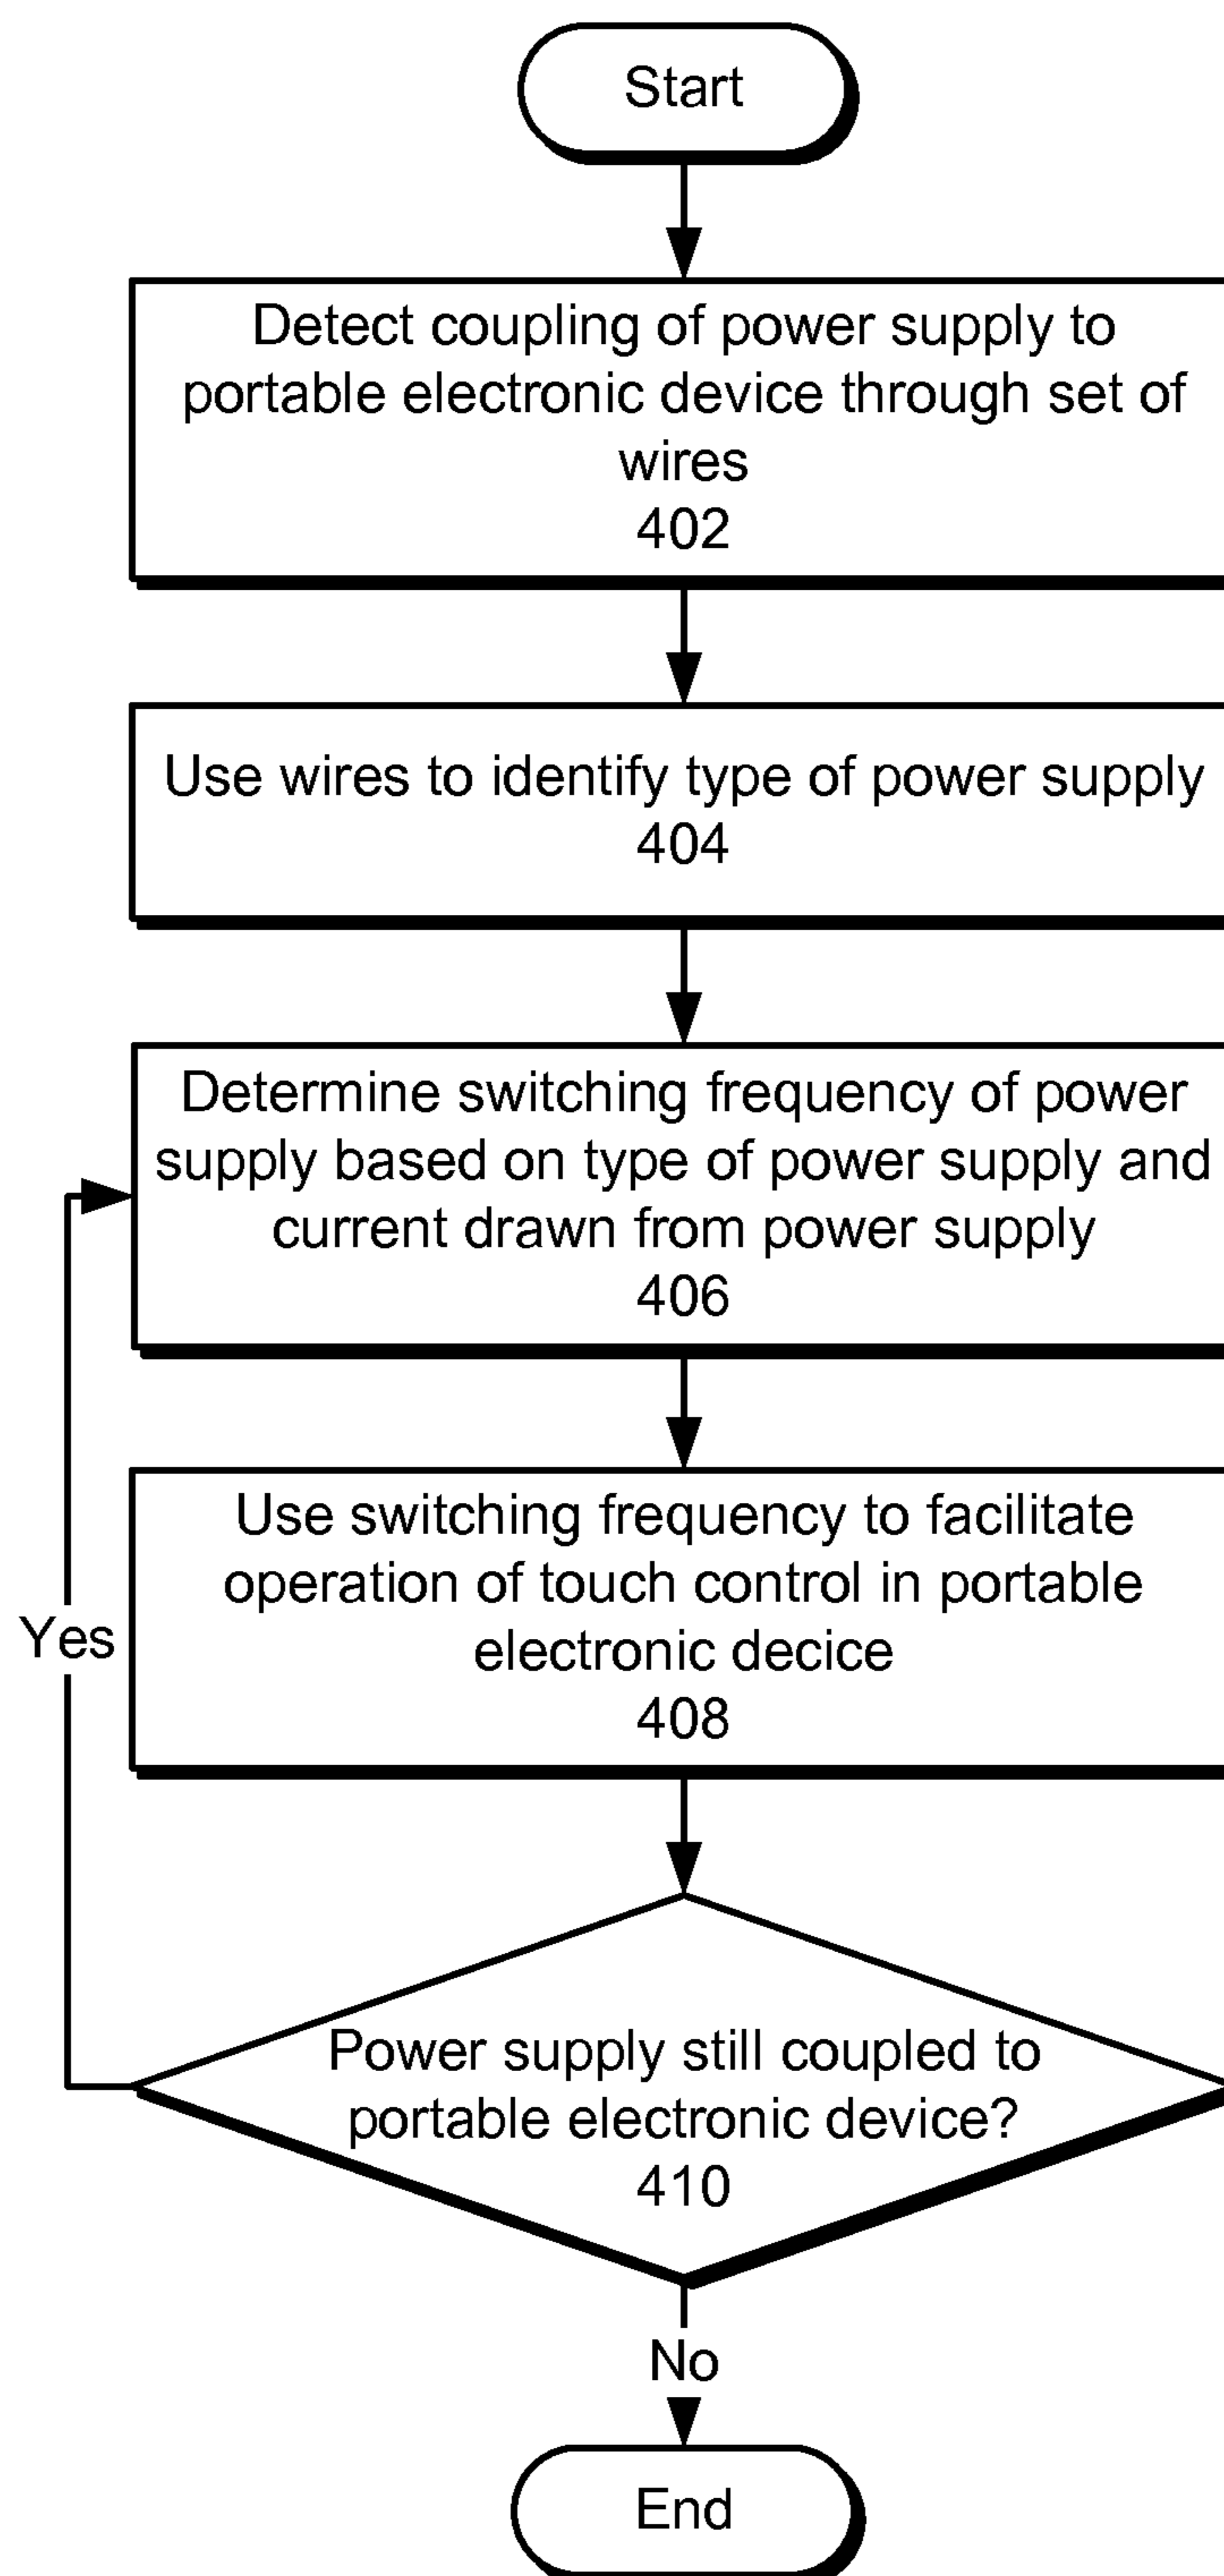 Start
Detect coupling of power supply to
portable electronic device through set of
wires
402
Use wires to identify type of power supply
404
Determine switching frequency of power
supply based on type of power supply and
current drawn from power supply
406
Use switching frequency to facilitate
operation of touch control in portable
electronic decice
408
Yes
Power supply still coupled to
portable electronic device?
410
No
End